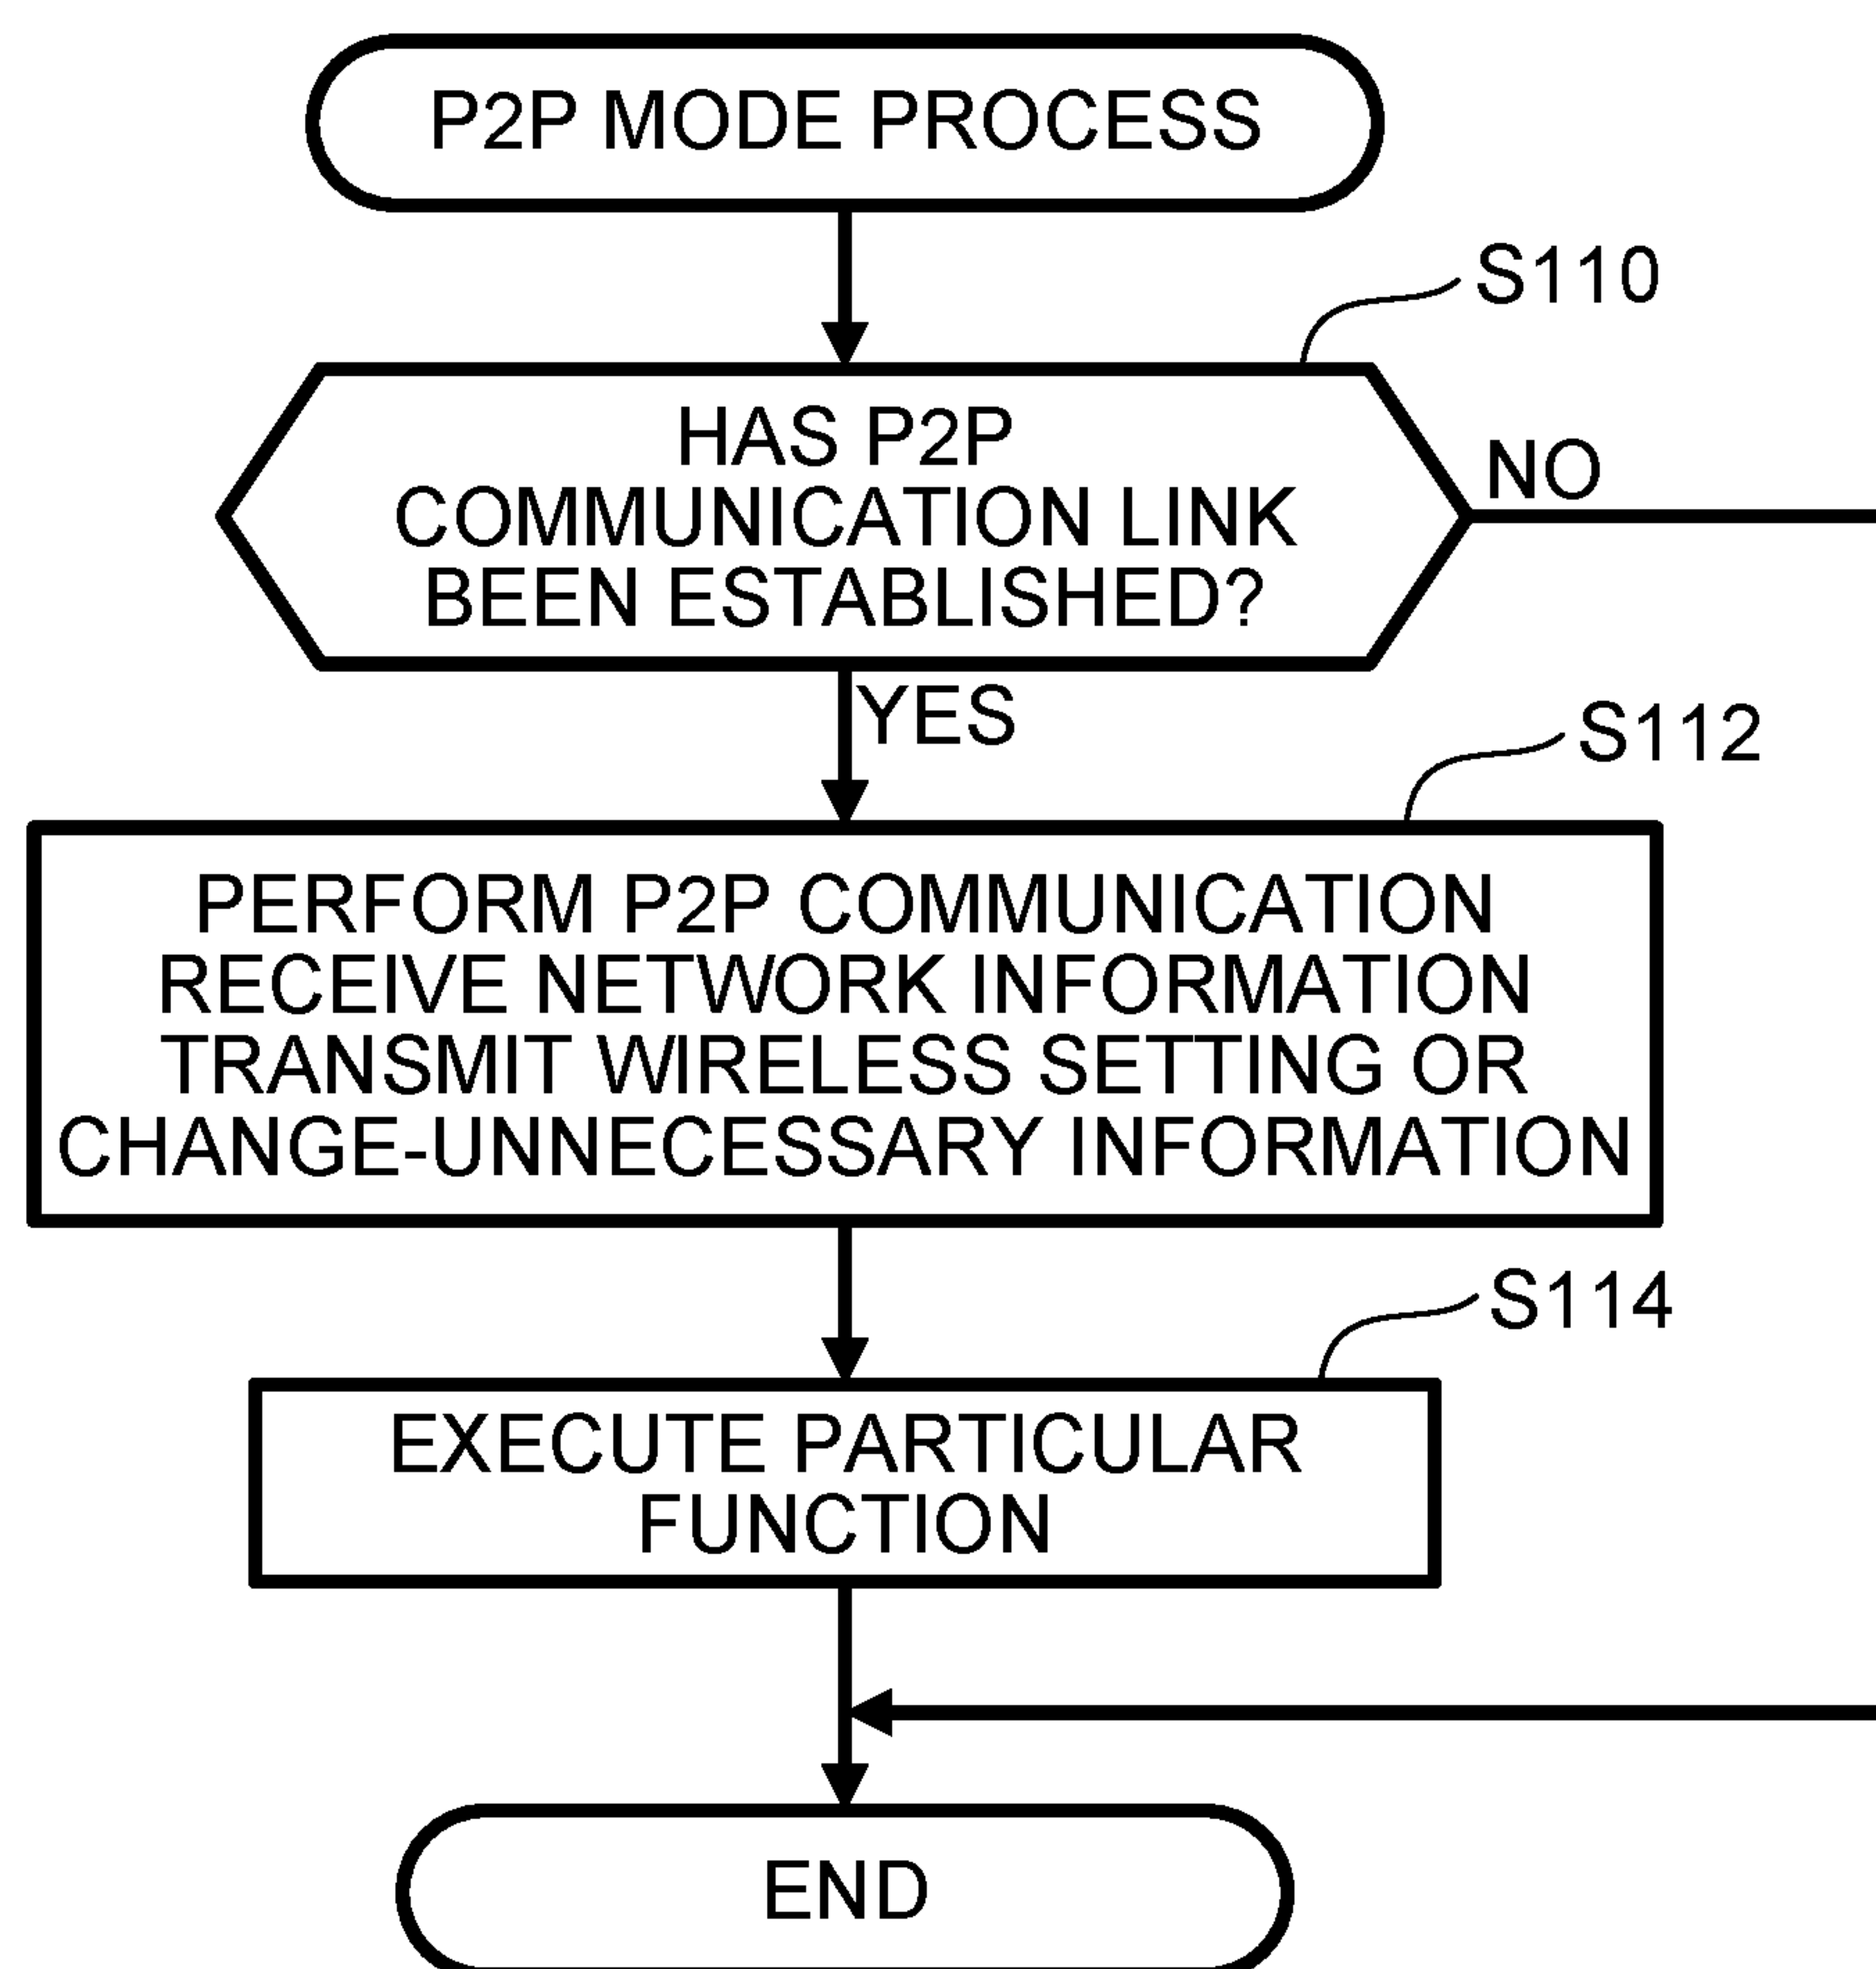 P2P MODE PROCESS
S110
HAS P2P
COMMUNICATION LINK
BEEN ESTABLISHED?
NO
YES
S112
PERFORM P2P COMMUNICATION
RECEIVE NETWORK INFORMATION
TRANSMIT WIRELESS SETTING OR
CHANGE-UNNECESSARY INFORMATION
S114
EXECUTE PARTICULAR
FUNCTION
END